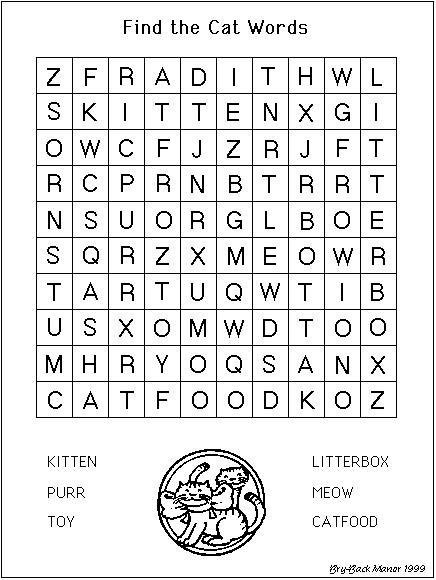 Find the Cat Words
Z F R A D I T H W L
S K I T T E N X G I
O W C F J Z R J F T
R C P R N B T R R T
N S U O R G L B O E
S Q R Z X M E O W R
T A R T U Q W T I B
U S X O M W D T O O
M H R Y O Q S A N X
C A T F O O D K O Z
KITTEN LITTERBOX
PURR MEOW
TOY CATFOOD
Bry-Back Manor 1999